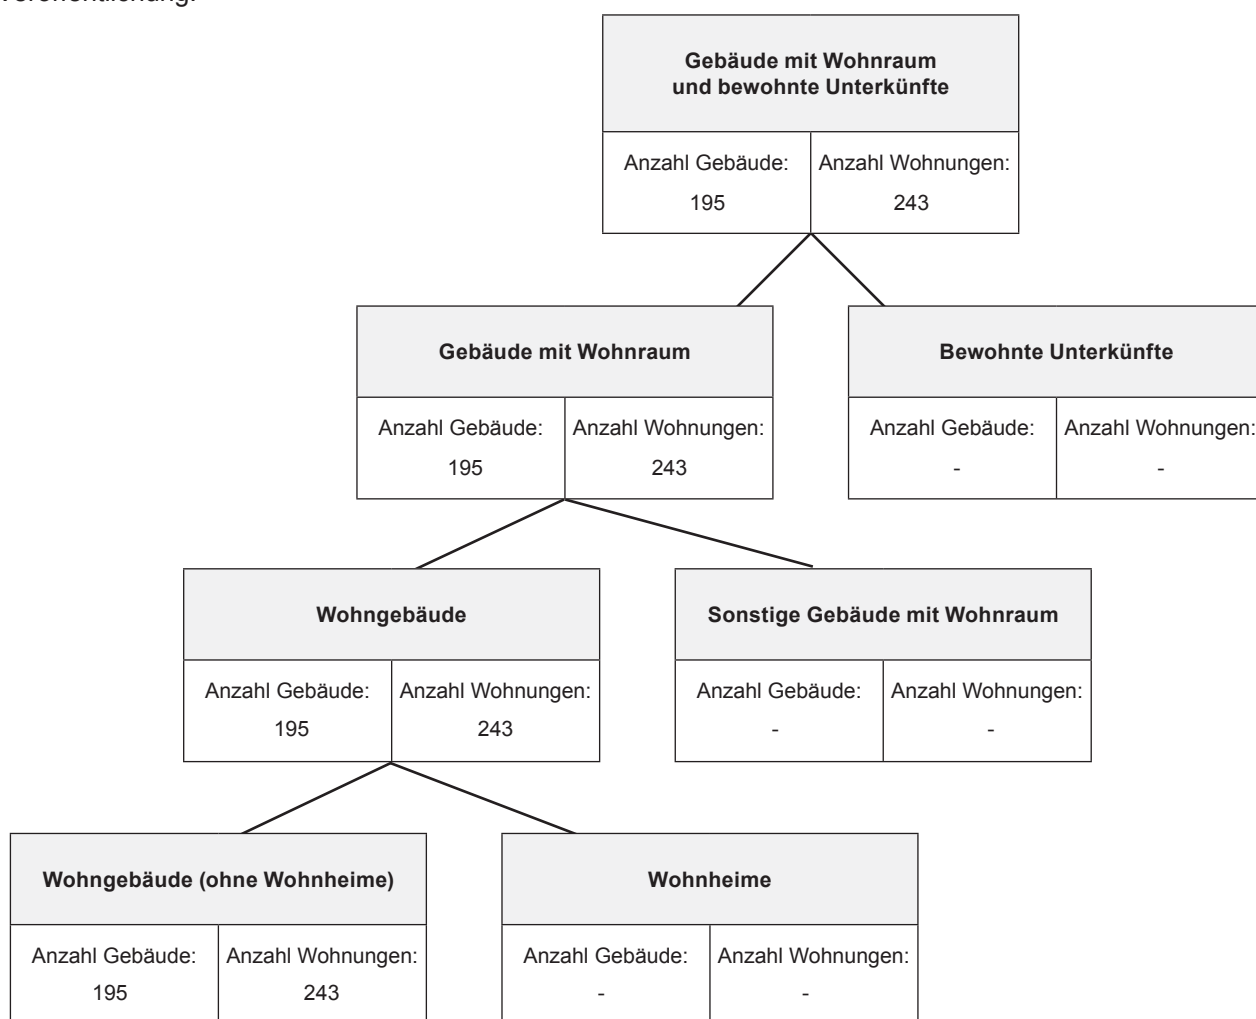 Gebäude mit Wohnraum
und bewohnte Unterkünfte
Anzahl Gebäude: Anzahl Wohnungen:
195 243
Gebäude mit Wohnraum Bewohnte Unterkünfte
Anzahl Gebäude: Anzahl Wohnungen: Anzahl Gebäude: Anzahl Wohnungen:
195 243 - -
Wohngebäude Sonstige Gebäude mit Wohnraum
Anzahl Gebäude: Anzahl Wohnungen: Anzahl Gebäude: Anzahl Wohnungen:
195 243 - -
Wohngebäude (ohne Wohnheime) Wohnheime
Anzahl Gebäude: Anzahl Wohnungen: Anzahl Gebäude: Anzahl Wohnungen:
195 243 - -